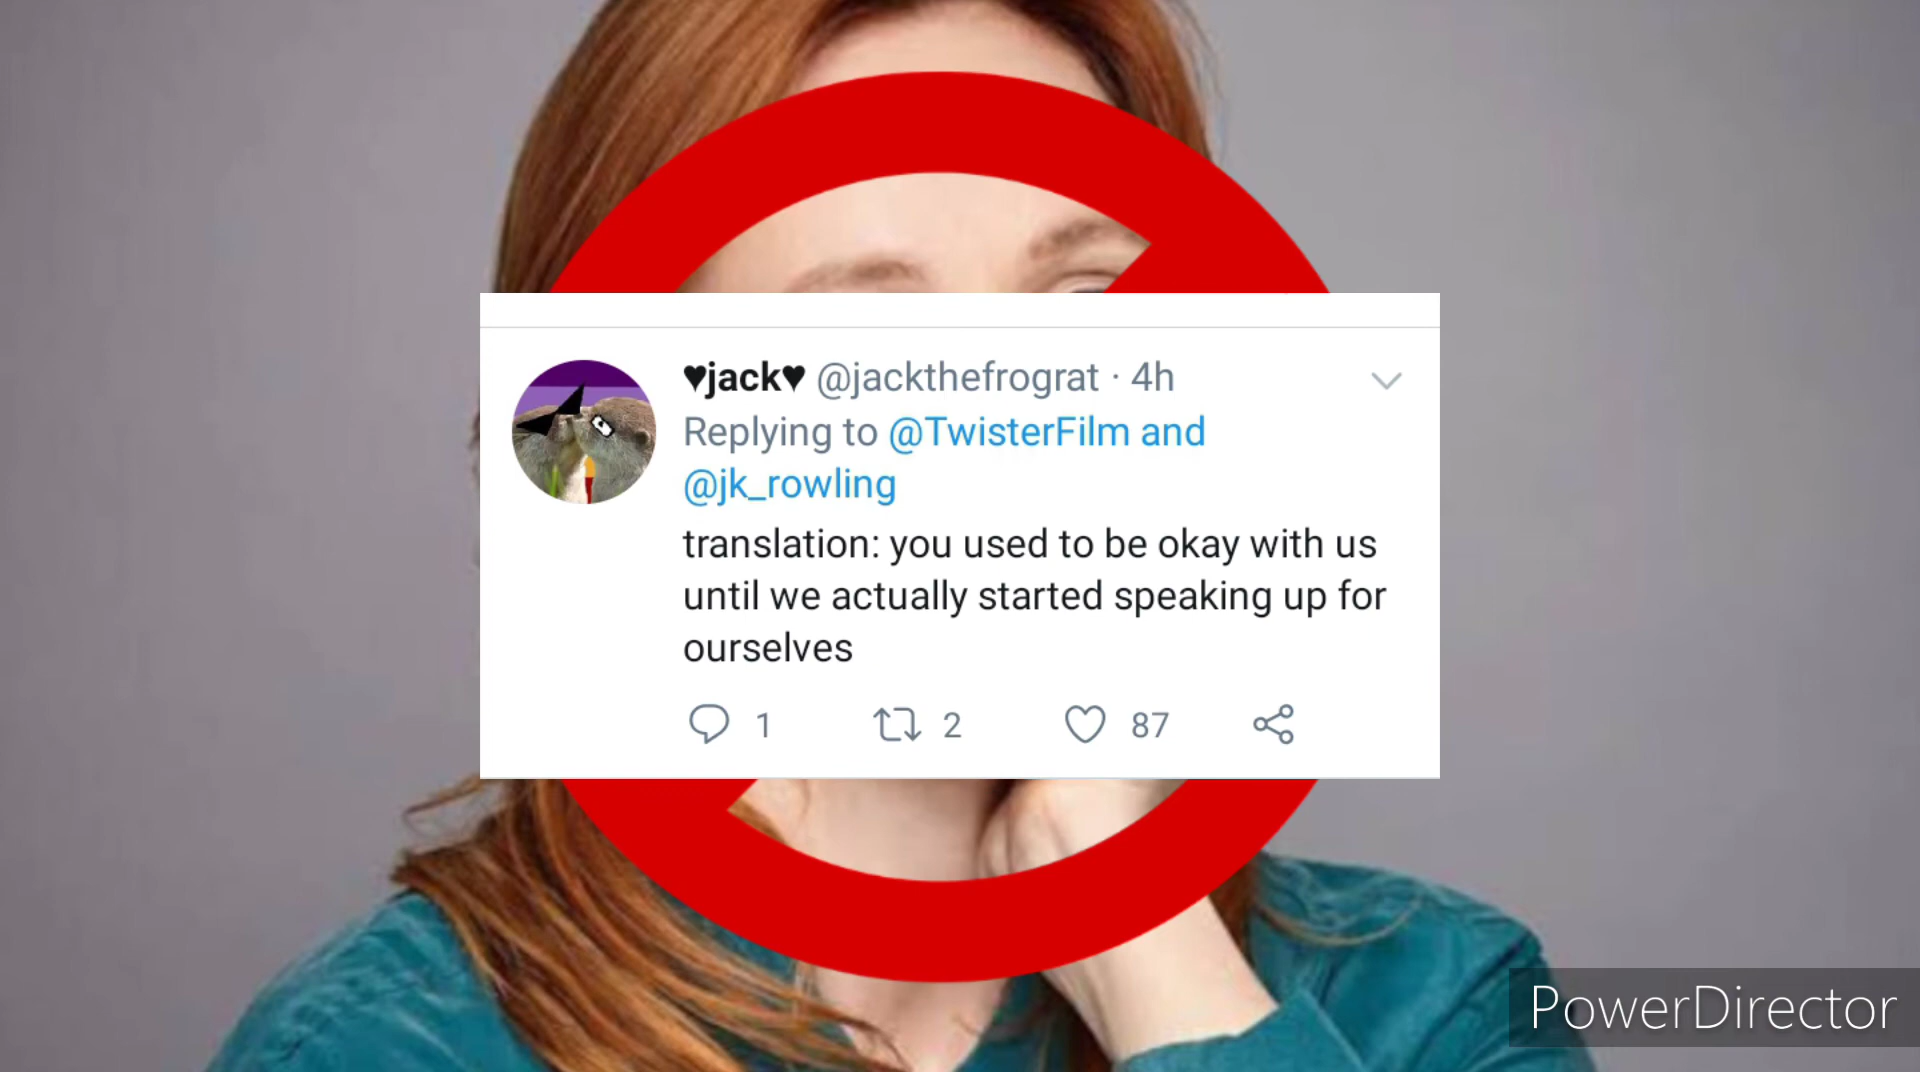 ♥jack♥ @jackthefrograt · 4h
Replying to @TwisterFilm and
@jk_rowling
translation: you used to be okay with us
until we actually started speaking up for
ourselves
1 2 87
PowerDirector